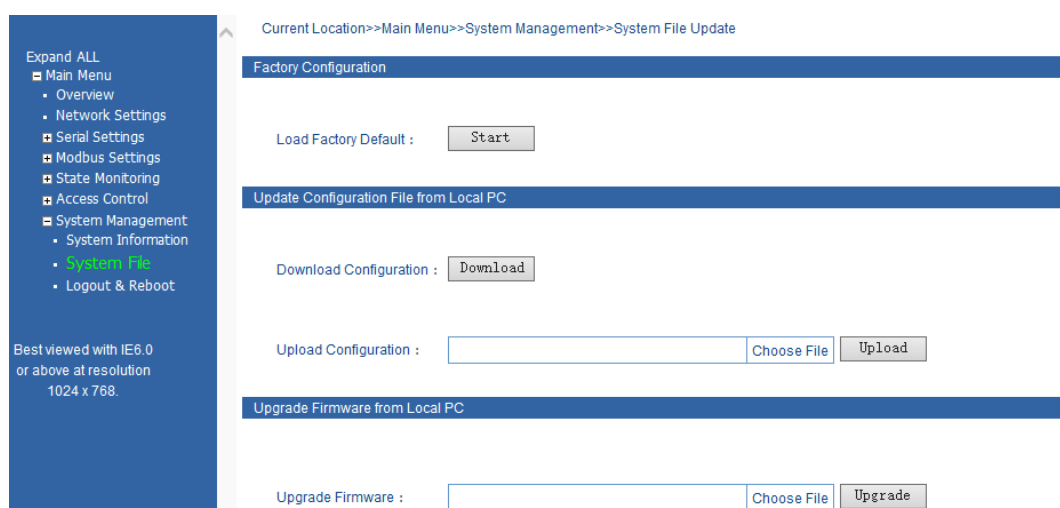 Current Location>>Main Menu>>System Management>>System File Update
Expand ALL
Main Menu
Overview
Network Settings
Serial Settings
Modbus Settings
State Monitoring
Access Control
System Management
System Information
System File
Logout & Reboot
Best viewed with IE6.0
or above at resolution
1024 x 768.
Factory Configuration
Load Factory Default : Start
Update Configuration File from Local PC
Download Configuration : Download
Upload Configuration : Choose File Upload
Upgrade Firmware from Local PC
Upgrade Firmware : Choose File Upgrade